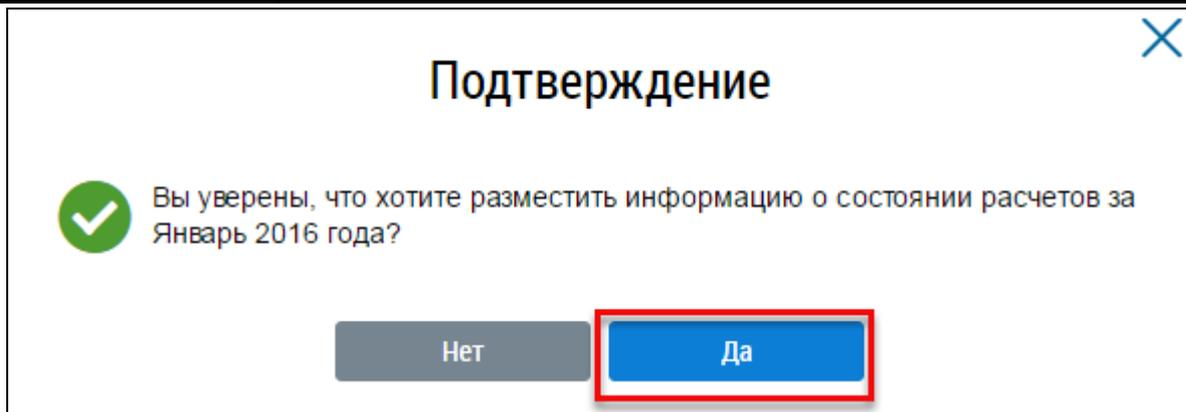 Подтверждение
Вы уверены, что хотите разместить информацию о состоянии расчетов за
Январь 2016 года?
Нет
Да